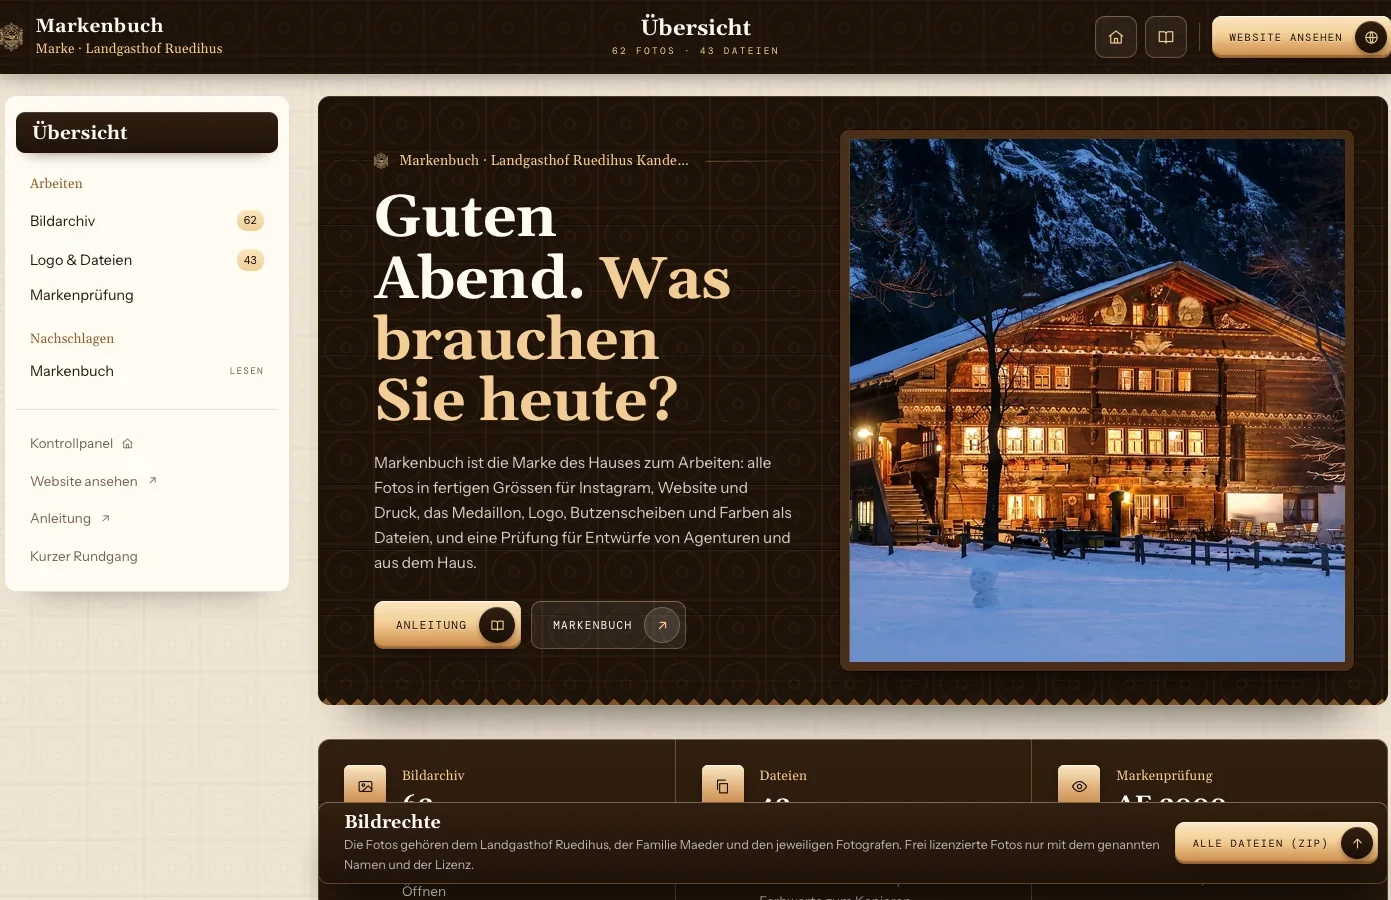 Markenbuch
Marke · Landgasthof Ruedihus
Übersicht
62 FOTOS · 43 DATEIEN
WEBSITE ANSEHEN
Übersicht
Arbeiten
Bildarchiv 62
Logo & Dateien 43
Markenprüfung
Nachschlagen
Markenbuch LESEN
Kontrollpanel
Website ansehen
Anleitung
Kurzer Rundgang
Markenbuch · Landgasthof Ruedihus Kande...
Guten
Abend. Was
brauchen
Sie heute?
Markenbuch ist die Marke des Hauses zum Arbeiten: alle
Fotos in fertigen Grössen für Instagram, Website und
Druck, das Medaillon, Logo, Butzenscheiben und Farben als
Dateien, und eine Prüfung für Entwürfe von Agenturen und
aus dem Haus.
ANLEITUNG
MARKENBUCH
Bildarchiv
Dateien
Markenprüfung
Bildrechte
Die Fotos gehören dem Landgasthof Ruedihus, der Familie Maeder und den jeweiligen Fotografen. Frei lizenzierte Fotos nur mit dem genannten
Namen und der Lizenz.
ALLE DATEIEN (ZIP)
Öffnen